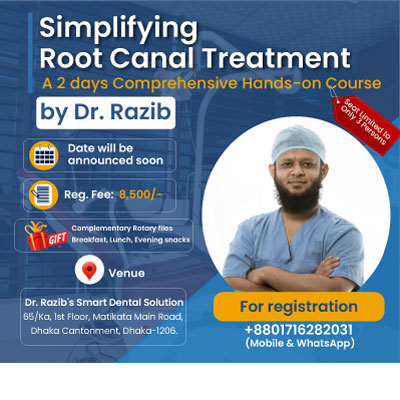 Simplifying
Root Canal Treatment
A 2 days Comprehensive Hands-on Course
by Dr. Razib
Seat Limited to
Only 3 Persons
Date will be
announced soon
Reg. Fee: 8,500/-
GIFT
Complementary Rotary files
Breakfast, Lunch, Evening snacks
Venue
Dr. Razib's Smart Dental Solution
65/Ka, 1st Floor, Matikata Main Road,
Dhaka Cantonment, Dhaka-1206.
For registration
+8801716282031
(Mobile & WhatsApp)